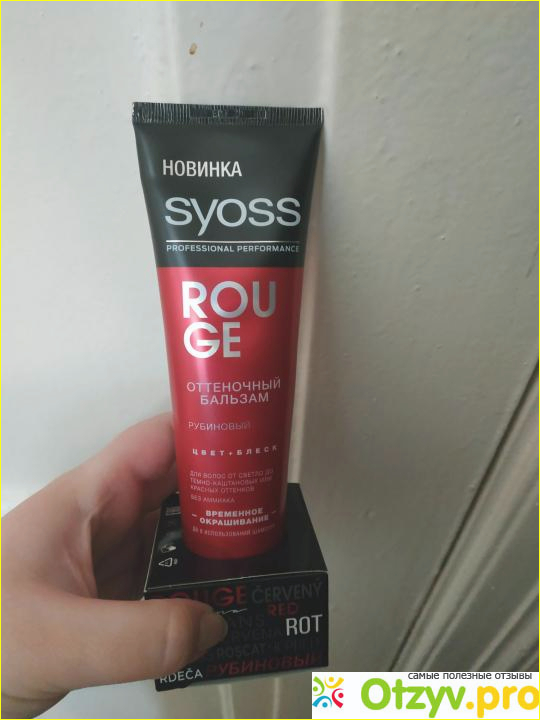 НОВИНКА
syoss
PROFESSIONAL PERFORMANCE
ROU
GE
ОТТЕНОЧНЫЙ
БАЛЬЗАМ
РУБИНОВЫЙ
ЦВЕТ+БЛЕСК
ДЛЯ ВОЛОС ОТ СВЕТЛО ДО
ТЕМНО-КАШТАНОВЫХ ИЛИ
КРАСНЫХ ОТТЕНКОВ
БЕЗ АММИАКА
ВРЕМЕННОЕ
ОКРАШИВАНИЕ
ИСПОЛЬЗОВАНИЙ
OUGE ČERVENÝ
RED
ROT
RDEČA РУБИНОВЫЙ
самые полезные отзывы
Otzyv.pro